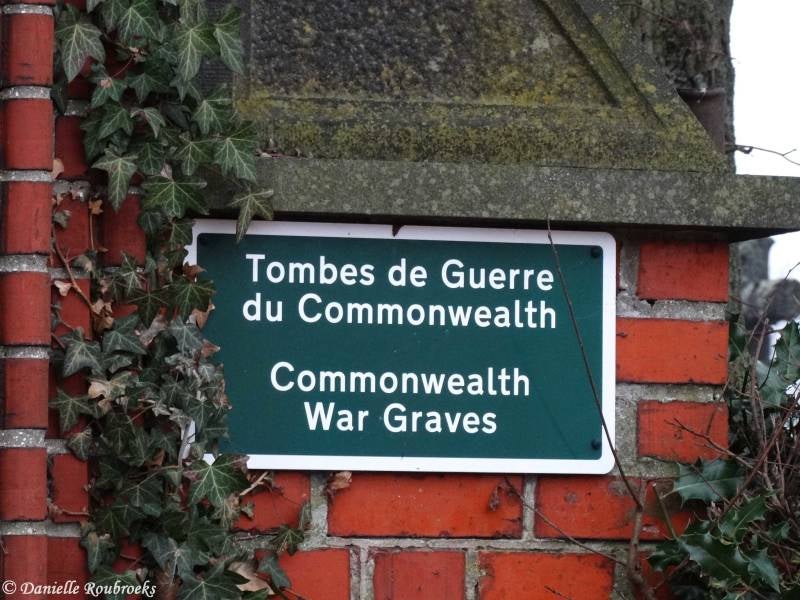 Tombes de Guerre
du Commonwealth
Commonwealth
War Graves
© Danielle Roubroeks